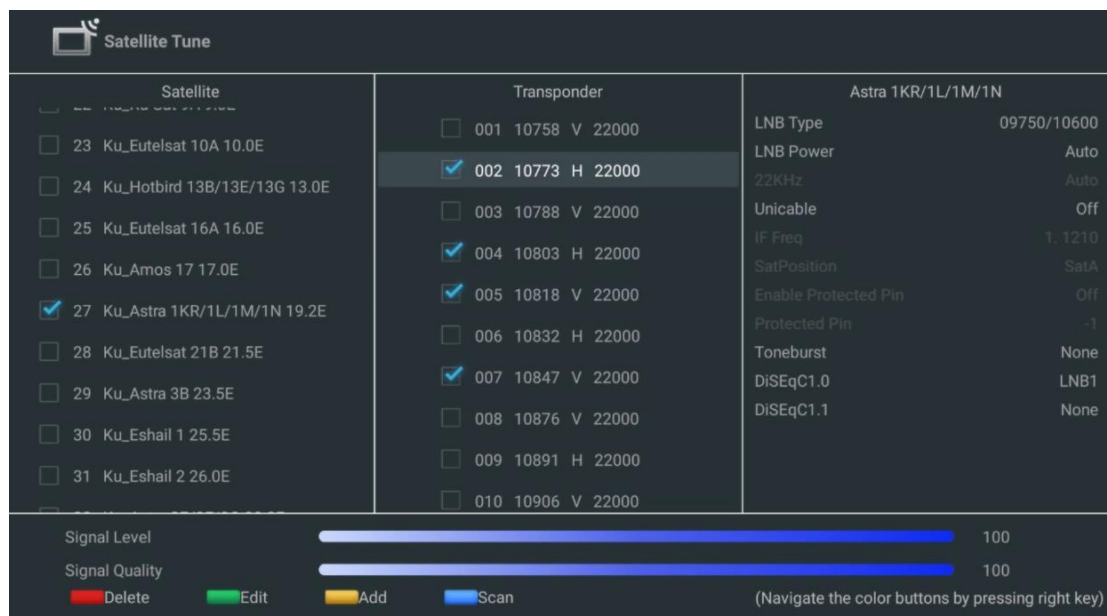 Satellite Tune
Satellite
23 Ku_Eutelsat 10A 10.0E
24 Ku_Hotbird 13B/13E/13G 13.0E
25 Ku_Eutelsat 16A 16.0E
26 Ku_Amos 17 17.0E
27 Ku_Astra 1KR/1L/1M/1N 19.2E
28 Ku_Eutelsat 21B 21.5E
29 Ku_Astra 3B 23.5E
30 Ku_Eshail 1 25.5E
31 Ku_Eshail 2 26.0E
Transponder
001 10758 V 22000
002 10773 H 22000
003 10788 V 22000
004 10803 H 22000
005 10818 V 22000
006 10832 H 22000
007 10847 V 22000
008 10876 V 22000
009 10891 H 22000
010 10906 V 22000
Astra 1KR/1L/1M/1N
LNB Type 09750/10600
LNB Power Auto
22KHz Auto
Unicable Off
IF Freq 1. 1210
SatPosition SatA
Enable Protected Pin Off
Protected Pin -1
Toneburst None
DiSEqC1.0 LNB1
DiSEqC1.1 None
Signal Level 100
Signal Quality 100
Delete Edit Add Scan (Navigate the color buttons by pressing right key)